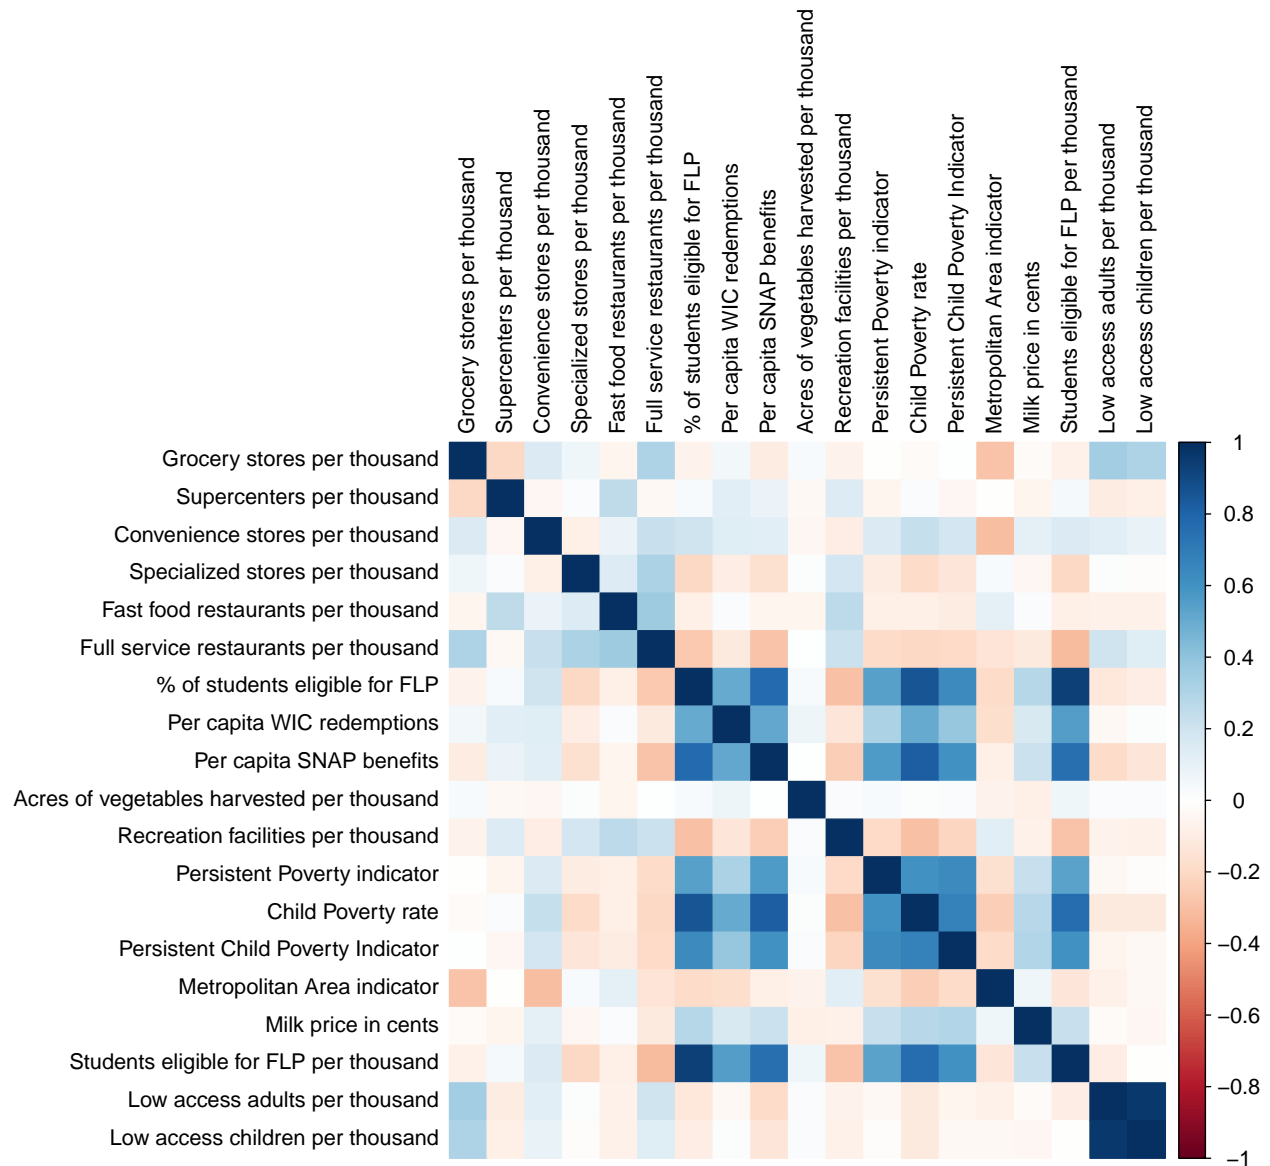 Grocery stores per thousand
Supercenters per thousand
Convenience stores per thousand
Specialized stores per thousand
Fast food restaurants per thousand
Full service restaurants per thousand
% of students eligible for FLP
Per capita WIC redemptions
Per capita SNAP benefits
Acres of vegetables harvested per thousand
Recreation facilities per thousand
Persistent Poverty indicator
Child Poverty rate
Persistent Child Poverty Indicator
Metropolitan Area indicator
Milk price in cents
Students eligible for FLP per thousand
Low access adults per thousand
Low access children per thousand
Grocery stores per thousand
Supercenters per thousand
Convenience stores per thousand
Specialized stores per thousand
Fast food restaurants per thousand
Full service restaurants per thousand
% of students eligible for FLP
Per capita WIC redemptions
Per capita SNAP benefits
Acres of vegetables harvested per thousand
Recreation facilities per thousand
Persistent Poverty indicator
Child Poverty rate
Persistent Child Poverty Indicator
Metropolitan Area indicator
Milk price in cents
Students eligible for FLP per thousand
Low access adults per thousand
Low access children per thousand
1
0.8
0.6
0.4
0.2
0
−0.2
−0.4
−0.6
−0.8
−1